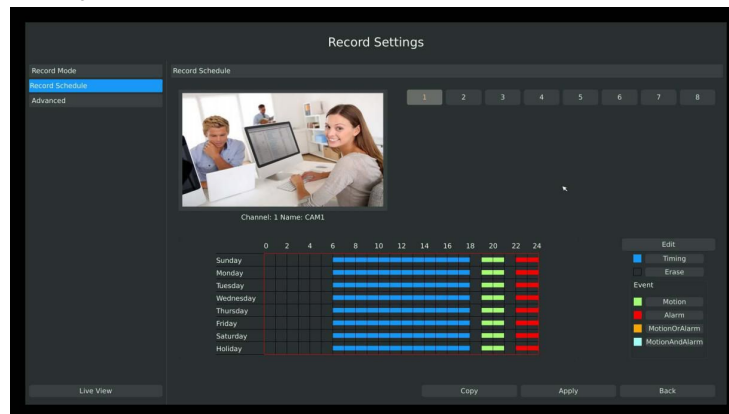 Record Settings
Record Mode
Record Schedule
Record Schedule
Advanced
1 2 3 4 5 6 7 8
Channel: 1 Name: CAM1
0 2 4 6 8 10 12 14 16 18 20 22 24
Sunday
Monday
Tuesday
Wednesday
Thursday
Friday
Saturday
Holiday
Edit
Timing
Erase
Event
Motion
Alarm
MotionOrAlarm
MotionAndAlarm
Live View
Copy Apply Back